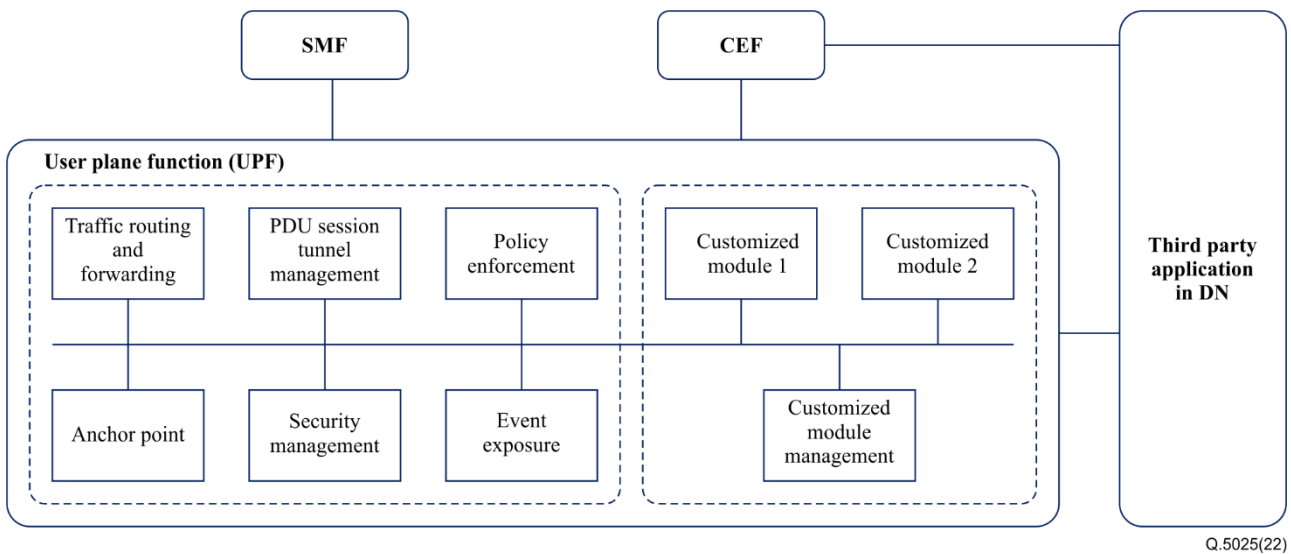 SMF
CEF
User plane function (UPF)
Traffic routing
and
forwarding
PDU session
tunnel
management
Policy
enforcement
Customized
module 1
Customized
module 2
Third party
application
in DN
Anchor point
Security
management
Event
exposure
Customized
module
management
Q.5025(22)